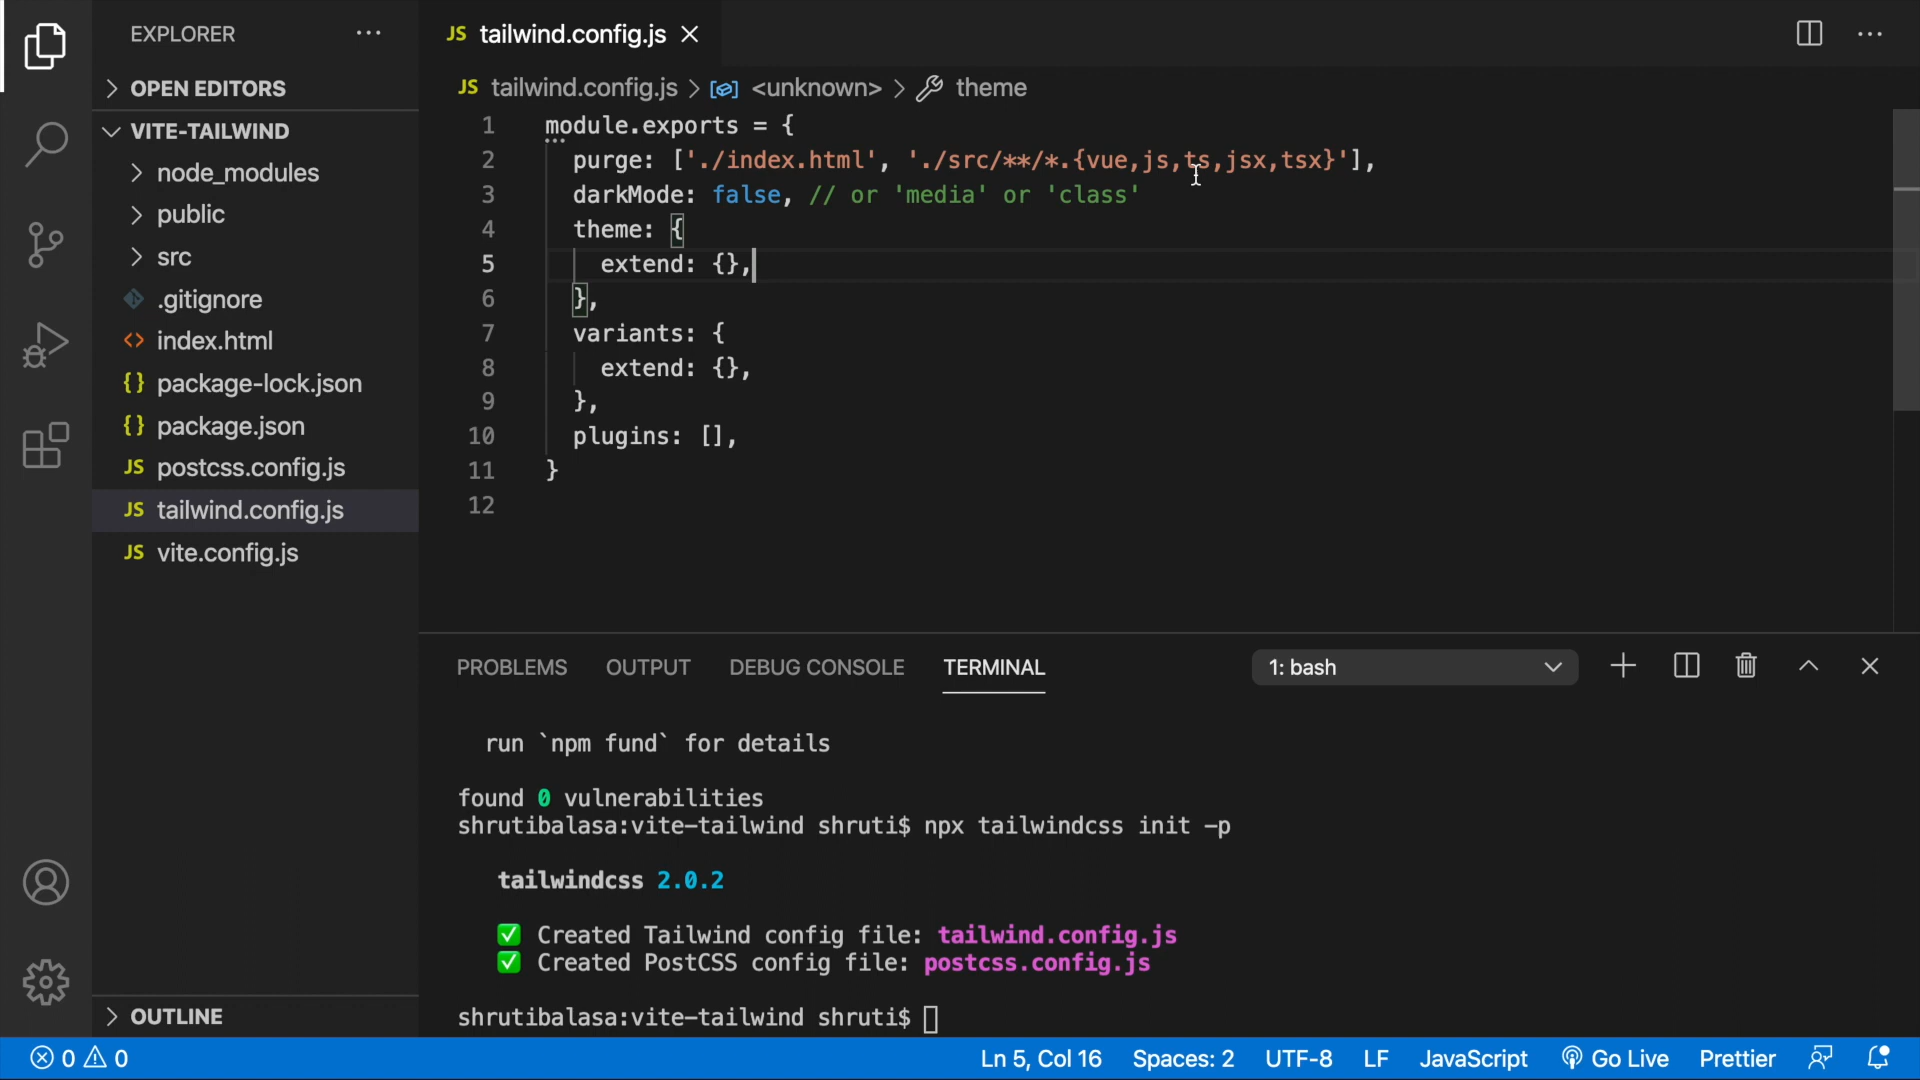 EXPLORER
OPEN EDITORS
VITE-TAILWIND
node_modules
public
src
.gitignore
index.html
package-lock.json
package.json
JS postcss.config.js
JS tailwind.config.js
JS vite.config.js
OUTLINE
JS tailwind.config.js
JS tailwind.config.js > <unknown> > theme
1 module.exports = {
2 purge: ['./index.html', './src/**/*.{vue,js,ts,jsx,tsx}'],
3 darkMode: false, // or 'media' or 'class'
4 theme: {
5 extend: {},
6 },
7 variants: {
8 extend: {},
9 },
10 plugins: [],
11 }
12
PROBLEMS OUTPUT DEBUG CONSOLE TERMINAL 1: bash
run `npm fund` for details
found 0 vulnerabilities
shrutibalasa:vite-tailwind shruti$ npx tailwindcss init -p
tailwindcss 2.0.2
✅ Created Tailwind config file: tailwind.config.js
✅ Created PostCSS config file: postcss.config.js
shrutibalasa:vite-tailwind shruti$
0 0 Ln 5, Col 16 Spaces: 2 UTF-8 LF JavaScript Go Live Prettier